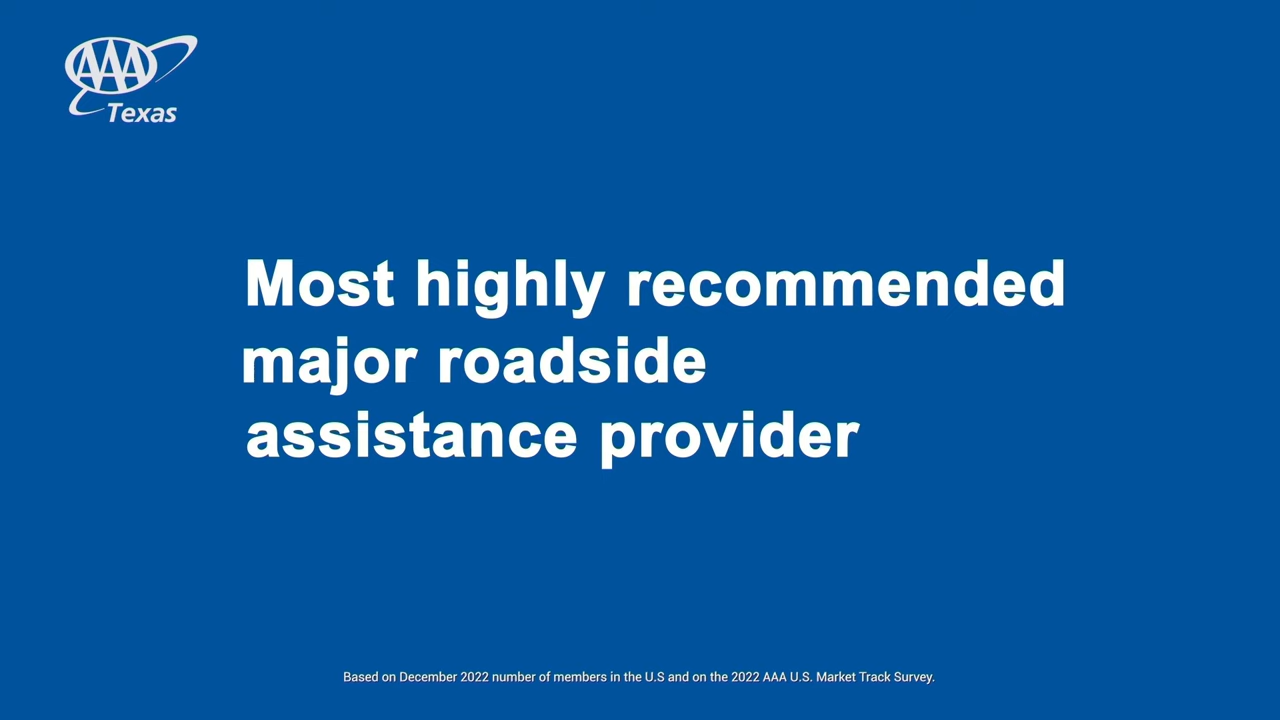 AAA
Texas
Most highly recommended
major roadside
assistance provider
Based on December 2022 number of members in the U.S and on the 2022 AAA U.S. Market Track Survey.